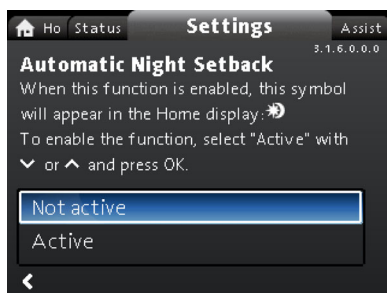 Ho Status Settings Assist
3.1.6.0.0.0
Automatic Night Setback
When this function is enabled, this symbol
will appear in the Home display:
To enable the function, select "Active" with
or and press OK.
Not active
Active